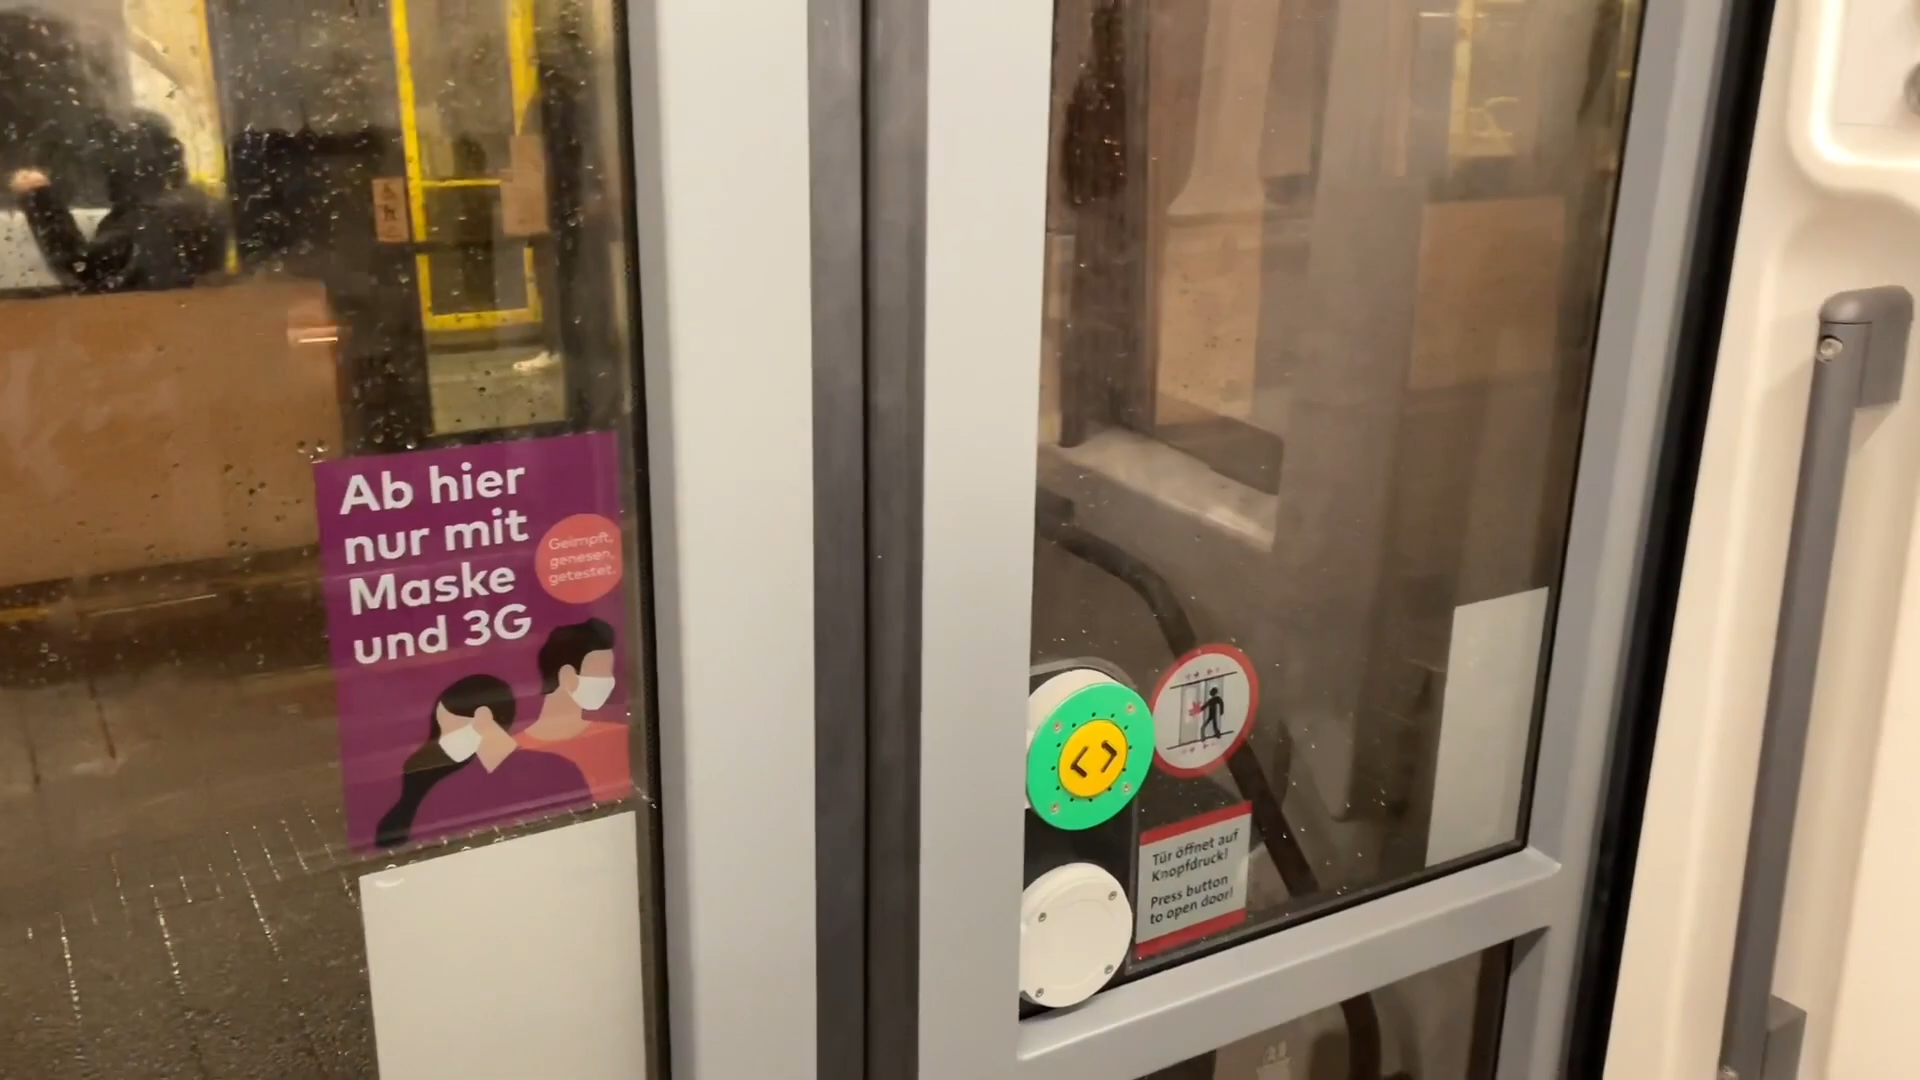 Ab hier
nur mit
Maske
und 3G
Geimpft,
genesen,
getestet.
Tür öffnet auf
Knopfdruck!
Press button
to open door!